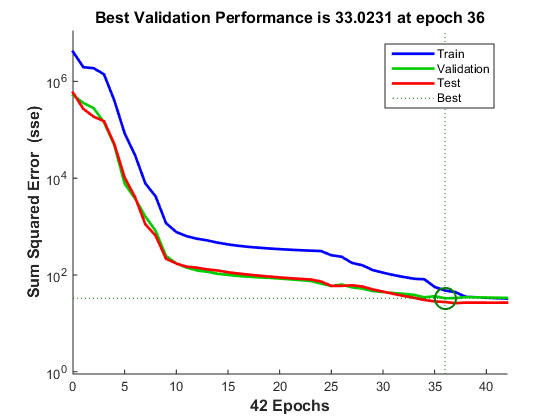 Best Validation Performance is 33.0231 at epoch 36
Train
Validation
Test
Best
Sum Squared Error (sse)
10^6
10^4
10^2
10^0
0 5 10 15 20 25 30 35 40
42 Epochs